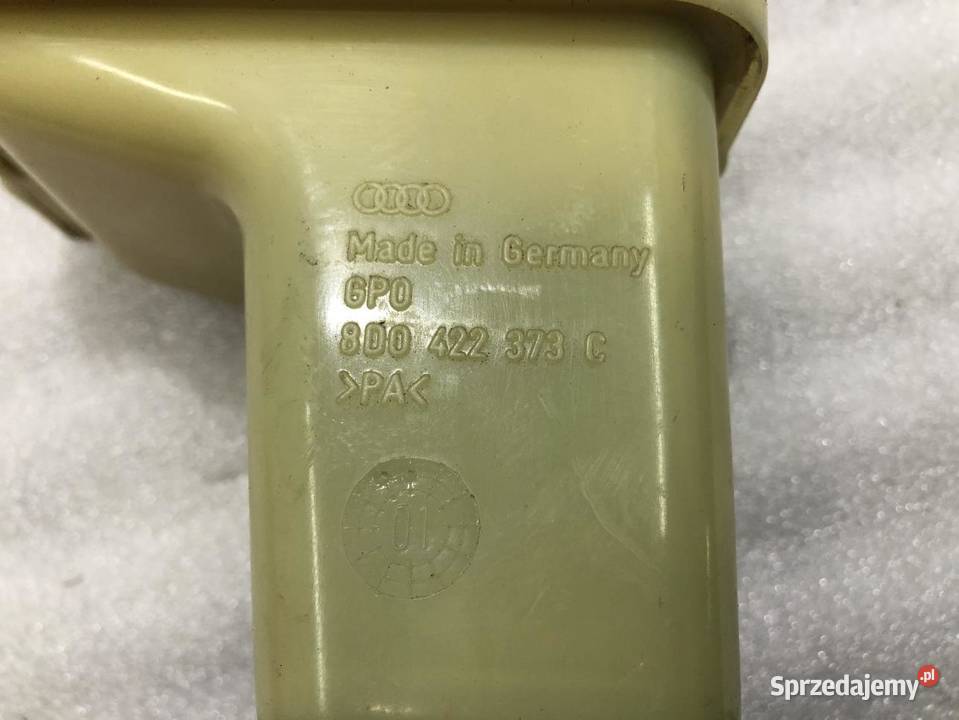 Made in Germany
GPO
8D0 422 373 C
>PA<
01
Sprzedajemy.pl